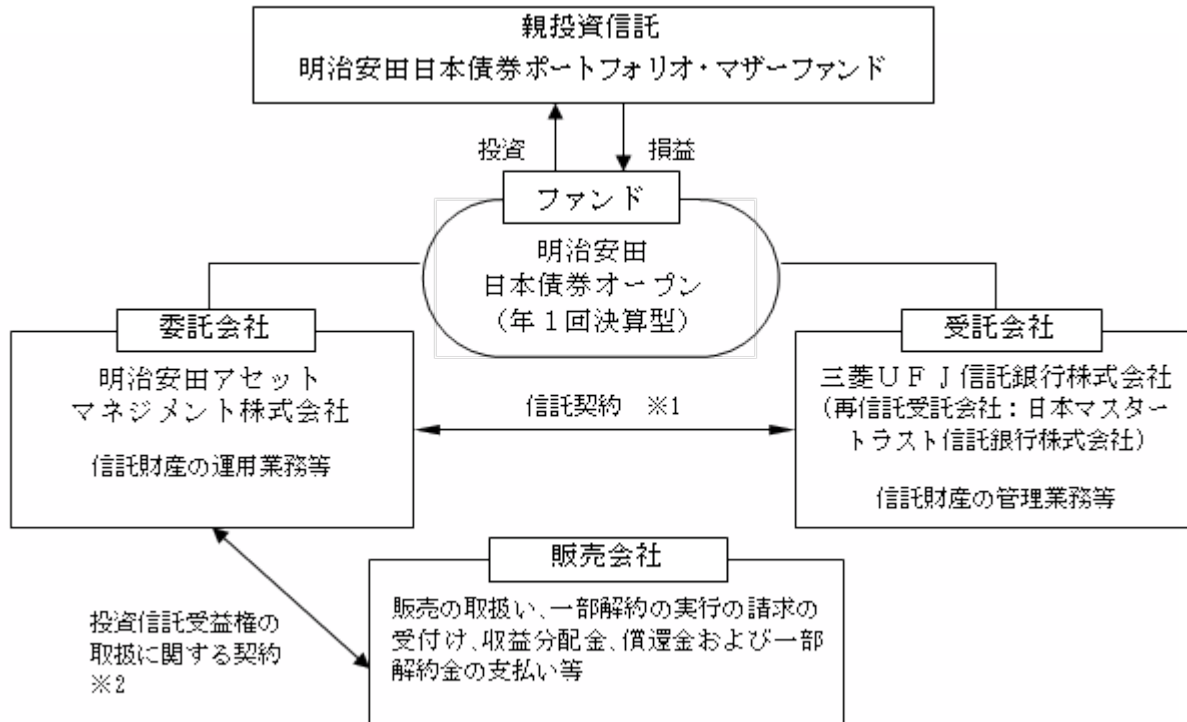 親投資信託
明治安田日本債券ポートフォリオ・マザーファンド
投資
損益
ファンド
明治安田
日本債券オープン
（年１回決算型）
委託会社
明治安田アセット
マネジメント株式会社
信託財産の運用業務等
信託契約　※1
受託会社
三菱ＵＦＪ信託銀行株式会社
（再信託受託会社：日本マスター
トラスト信託銀行株式会社）
信託財産の管理業務等
投資信託受益権の
取扱に関する契約
※2
販売会社
販売の取扱い、一部解約の実行の請求の
受付け、収益分配金、償還金および一部
解約金の支払い等